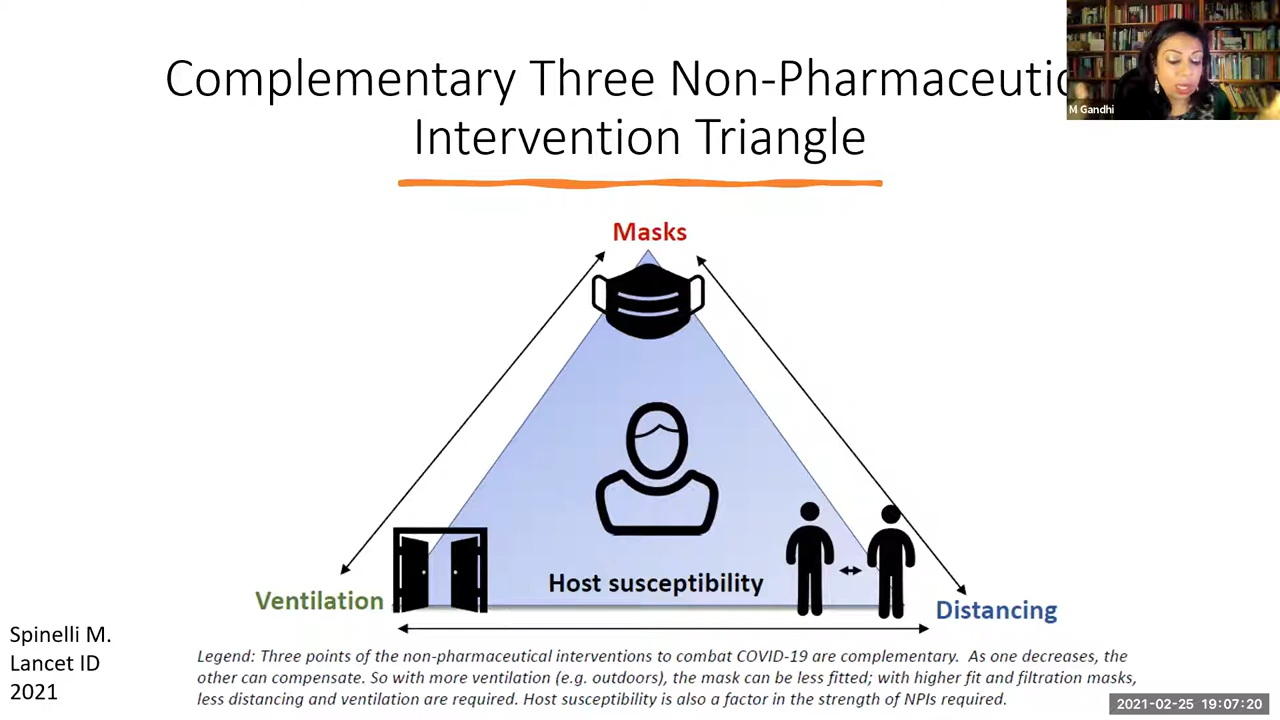 Complementary Three Non-Pharmaceutic
Intervention Triangle
M Gandhi
Masks
Host susceptibility
Ventilation
Distancing
Spinelli M.
Lancet ID
2021
Legend: Three points of the non-pharmaceutical interventions to combat COVID-19 are complementary. As one decreases, the
other can compensate. So with more ventilation (e.g. outdoors), the mask can be less fitted; with higher fit and filtration masks,
less distancing and ventilation are required. Host susceptibility is also a factor in the strength of NPIs required.
2021-02-25 19:07:20